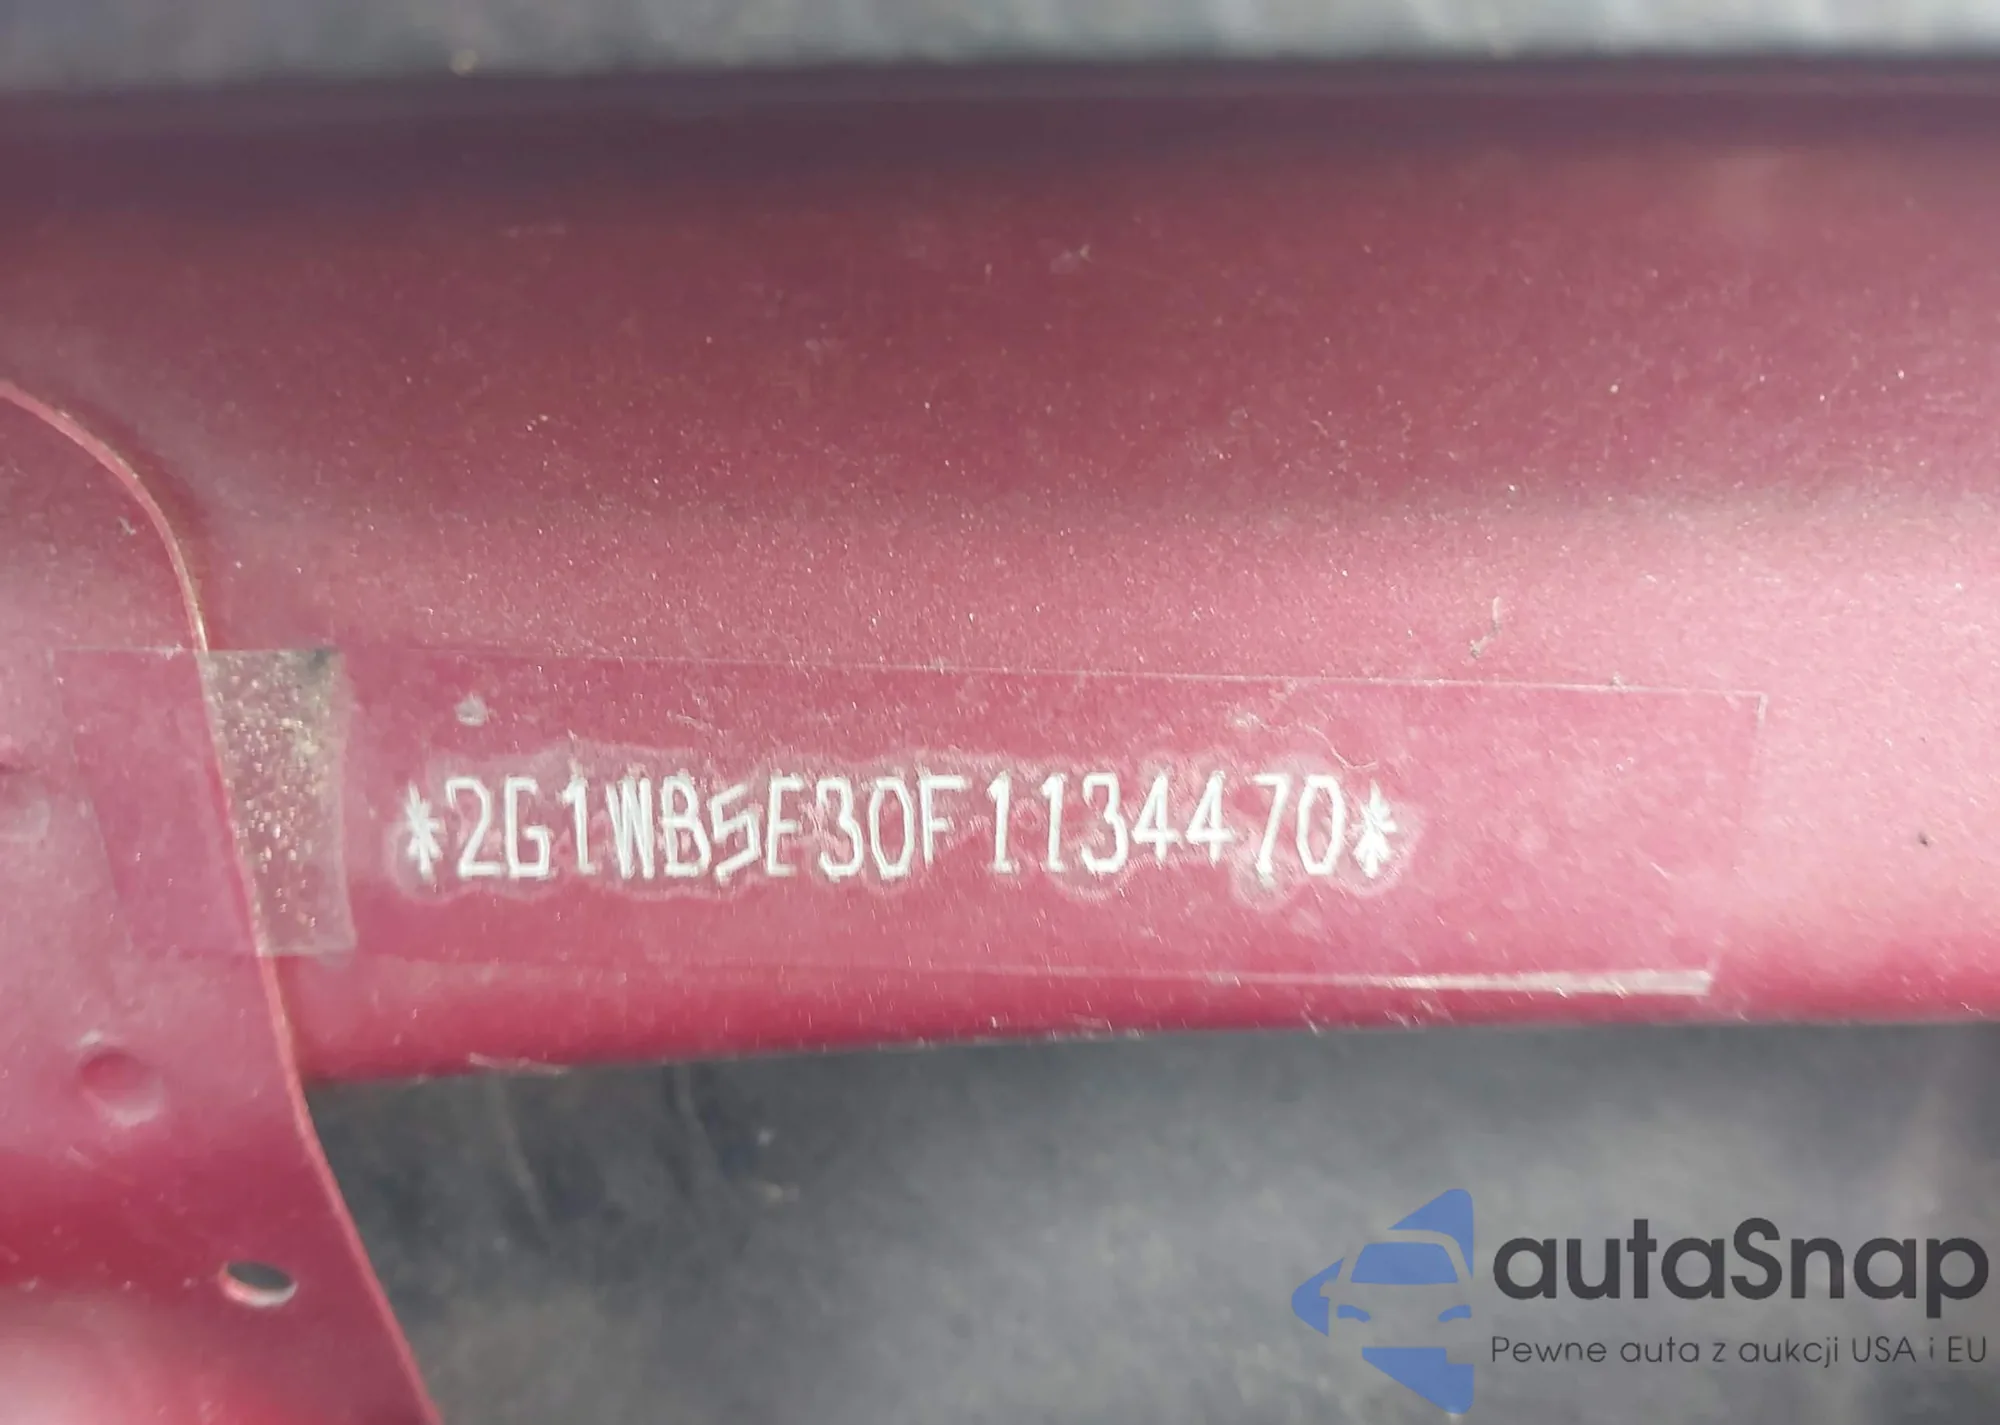 *2G1WB5E30F1134470*
autaSnap
Pewne auta z aukcji USA i EU